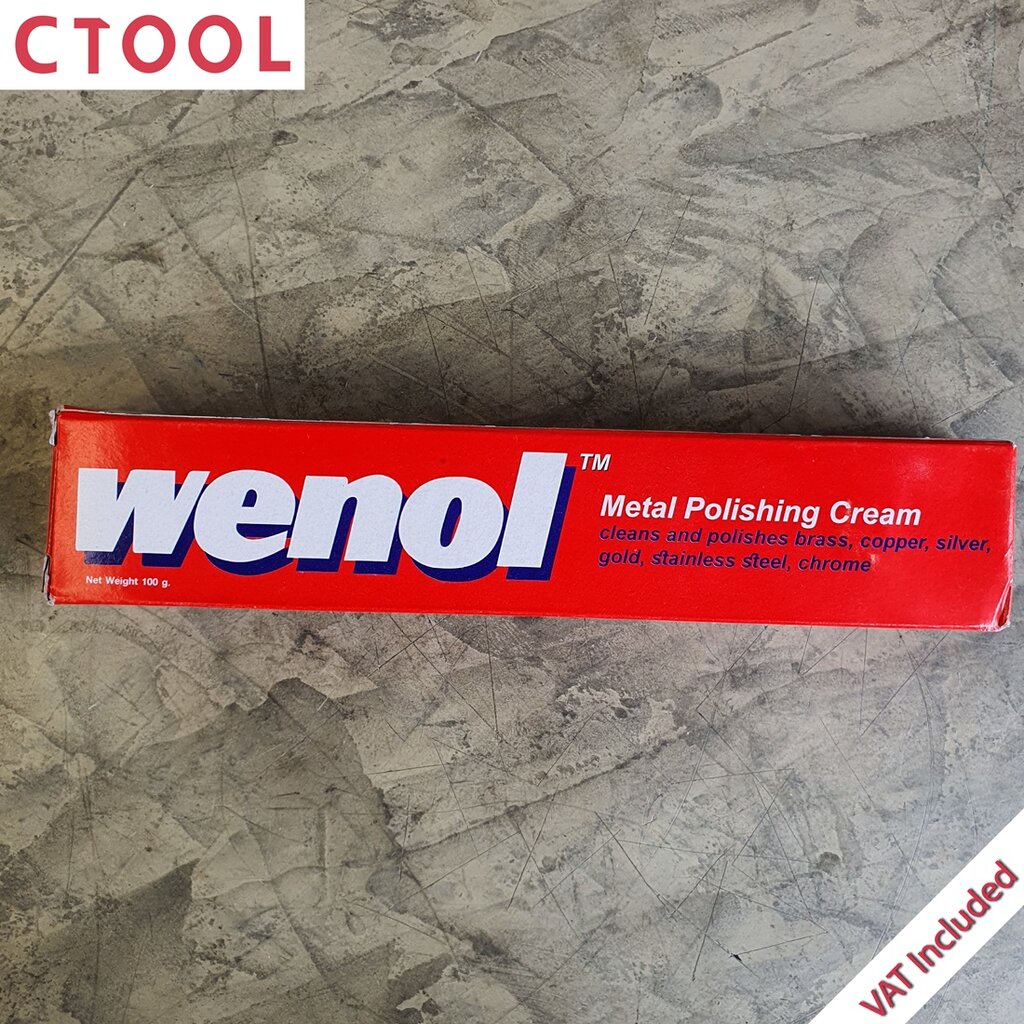 CTOOL
wenol™
Metal Polishing Cream
cleans and polishes brass, copper, silver,
gold, stainless steel, chrome
Net Weight 100 g.
VAT Included